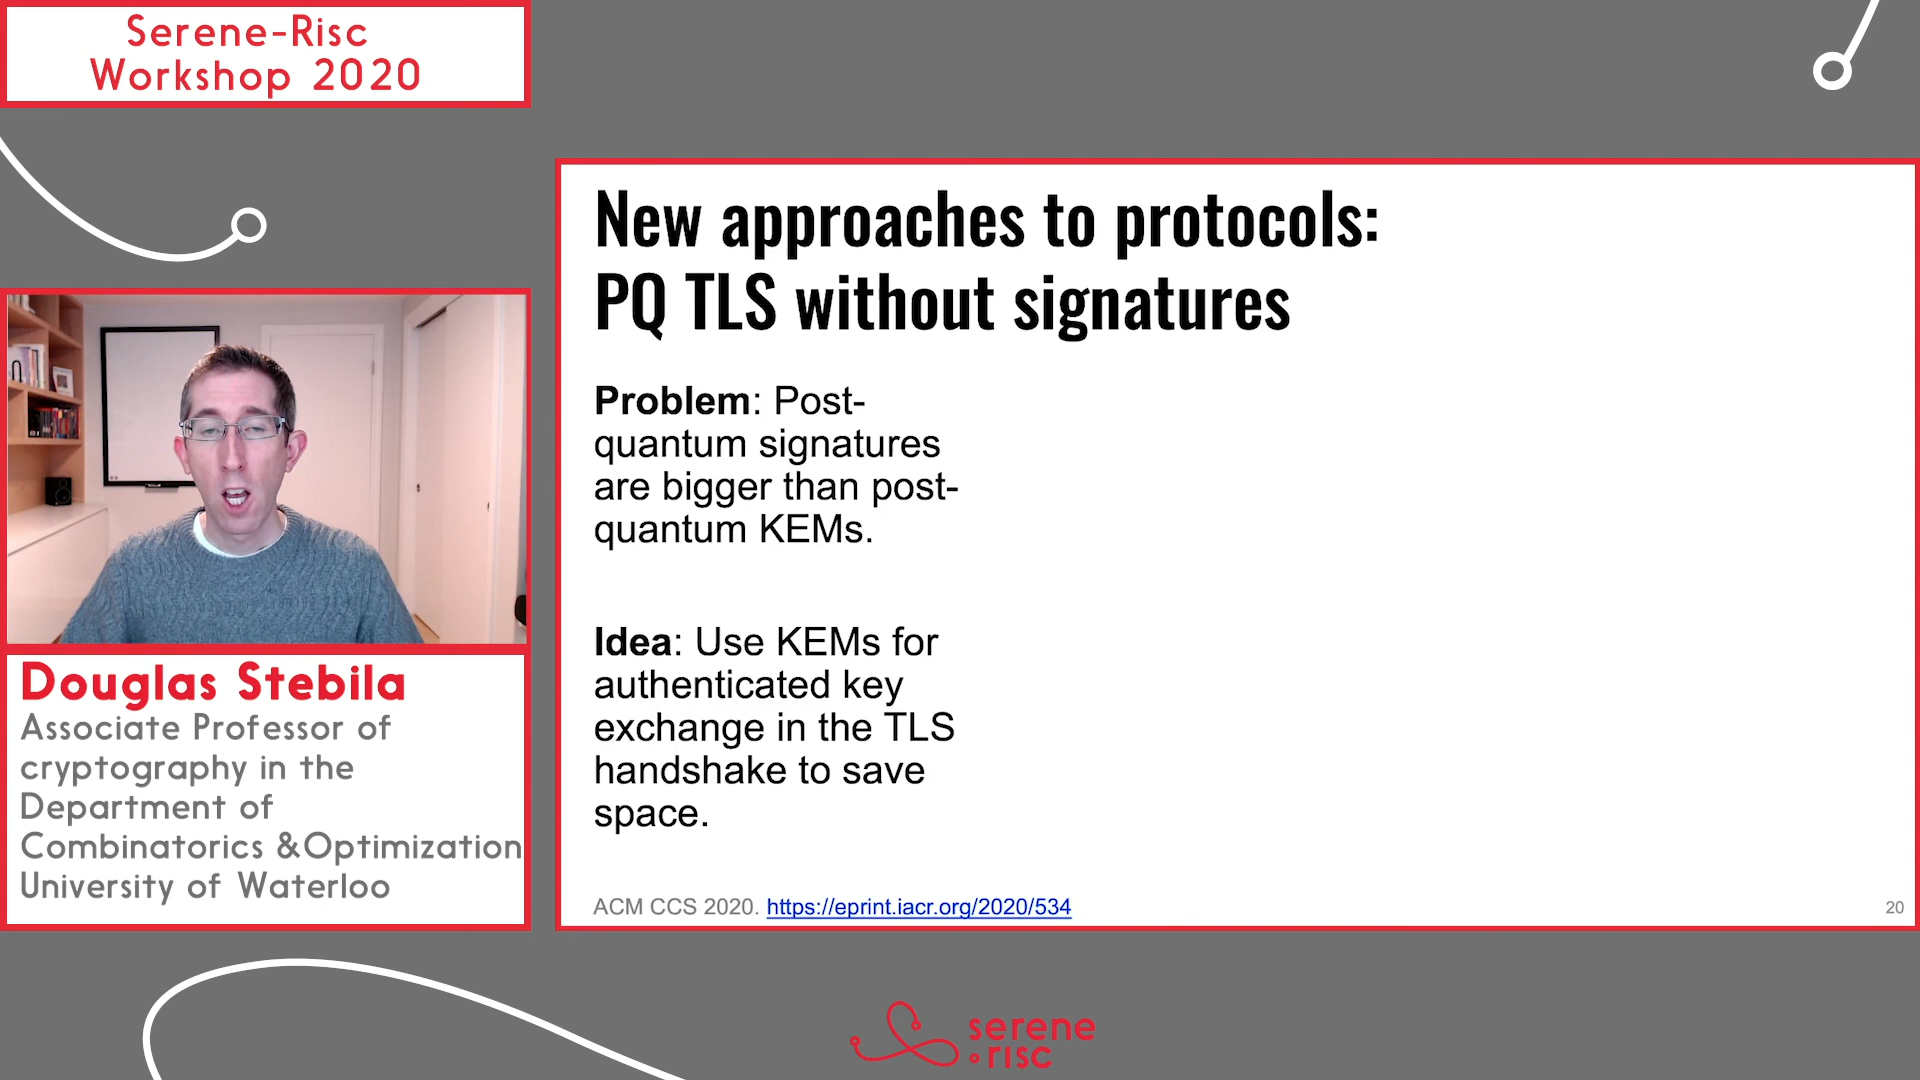 Serene-Risc
Workshop 2020
New approaches to protocols:
PQ TLS without signatures
Problem: Post-
quantum signatures
are bigger than post-
quantum KEMs.
Idea: Use KEMs for
authenticated key
exchange in the TLS
handshake to save
space.
ACM CCS 2020. https://eprint.iacr.org/2020/534
20
Douglas Stebila
Associate Professor of
cryptography in the
Department of
Combinatorics &Optimization
University of Waterloo
serene
risc